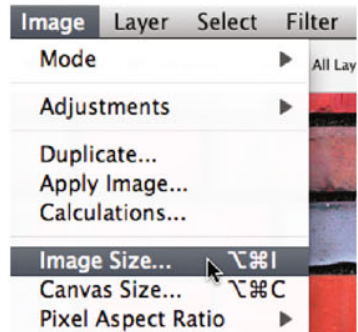 Image Layer Select Filter
Mode
All Lay
Adjustments
Duplicate...
Apply Image...
Calculations...
Image Size... ⌥⌘I
Canvas Size... ⌥⌘C
Pixel Aspect Ratio